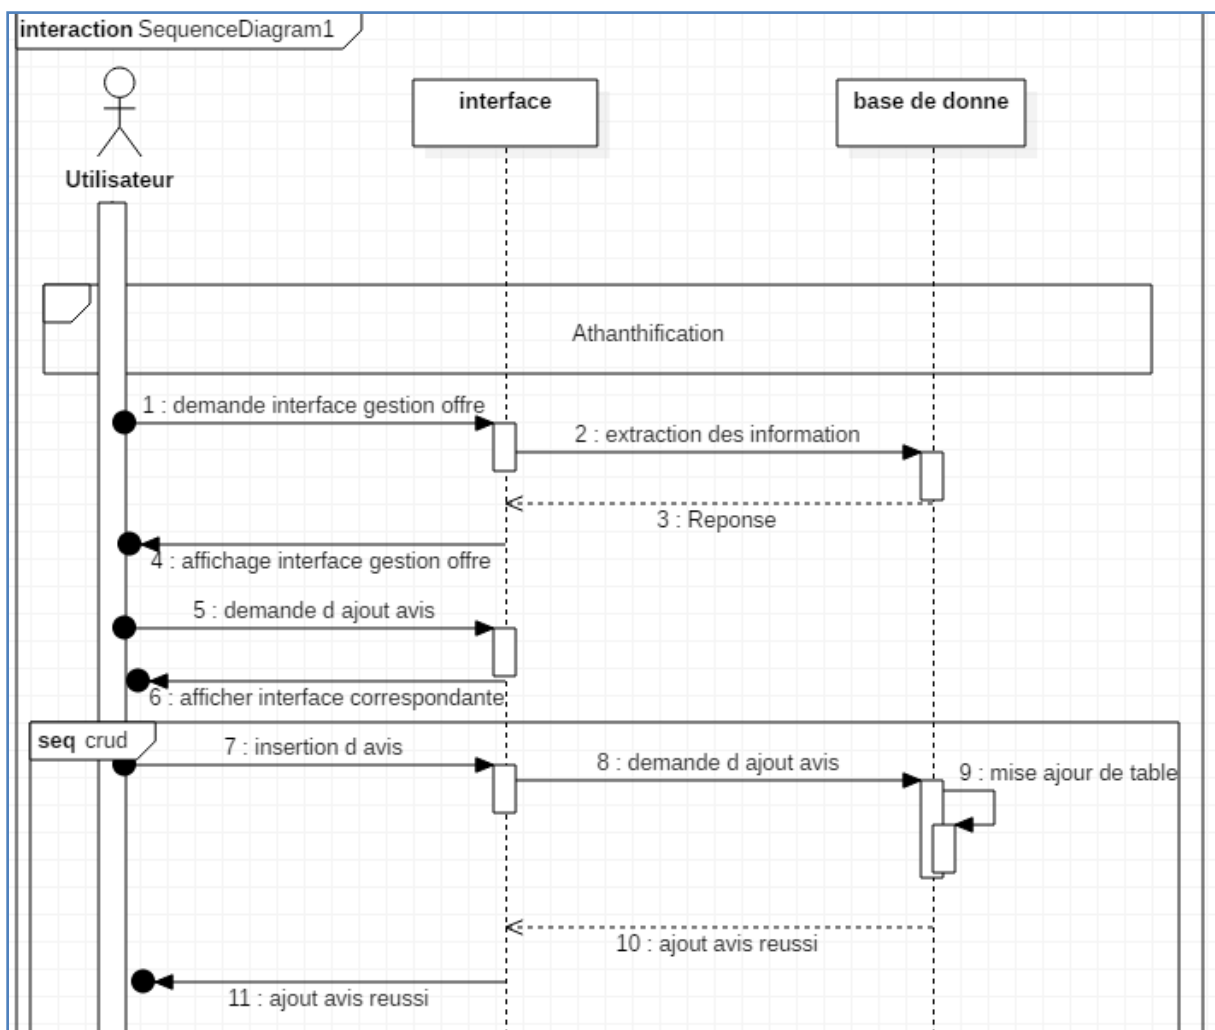 interaction SequenceDiagram1
interface
base de donne
Utilisateur
Athanthification
1 : demande interface gestion offre
2 : extraction des information
3 : Reponse
4 : affichage interface gestion offre
5 : demande d ajout avis
6 : afficher interface correspondante
seq crud
7 : insertion d avis
8 : demande d ajout avis
9 : mise ajour de table
10 : ajout avis reussi
11 : ajout avis reussi